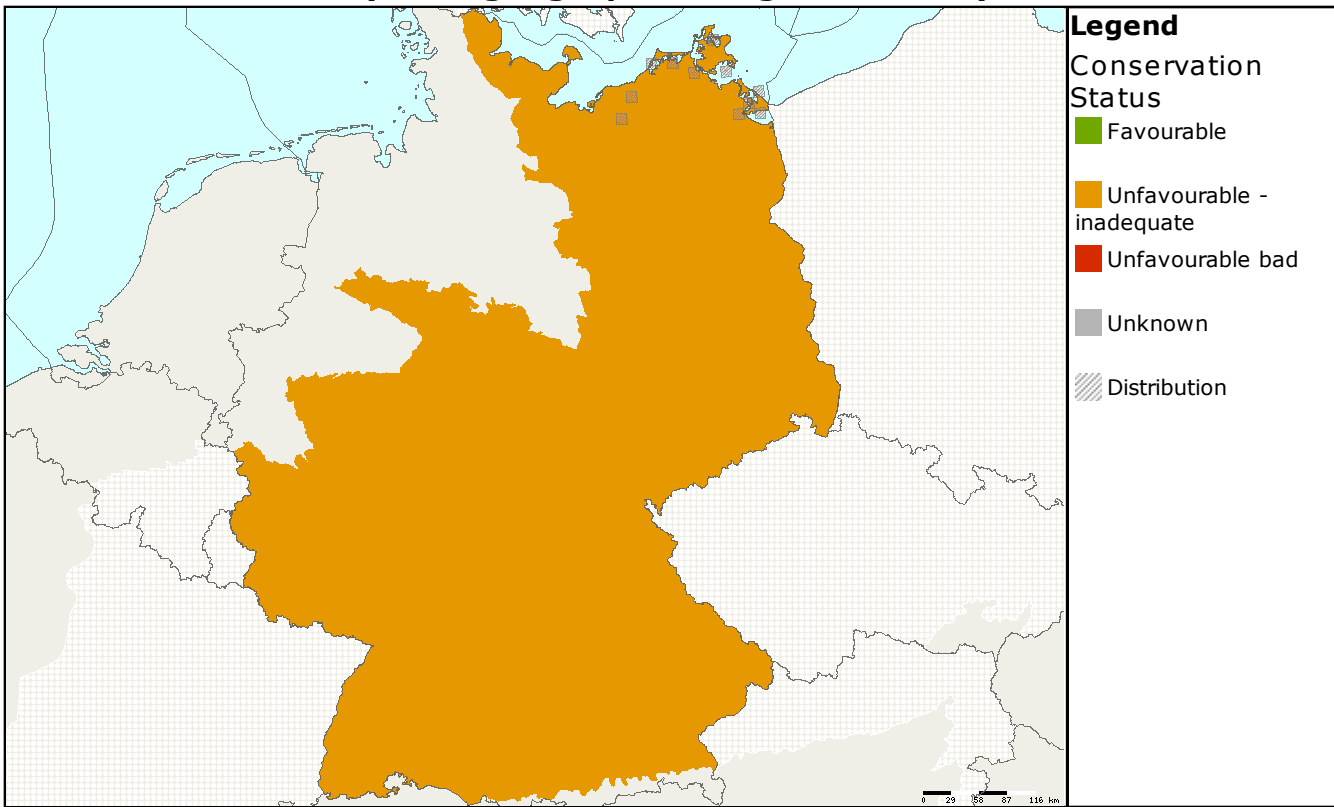 Legend
Conservation
Status
Favourable
Unfavourable -
inadequate
Unfavourable bad
Unknown
Distribution
0 29 58 87 116 km